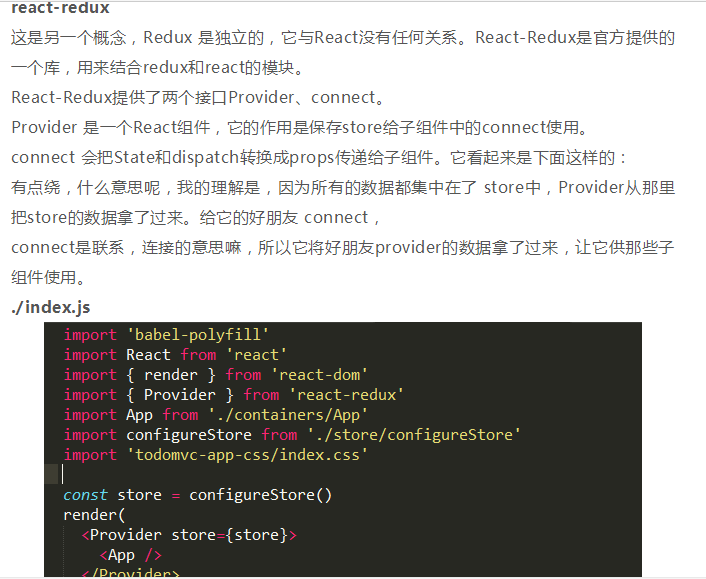 react-redux
这是另一个概念，Redux 是独立的，它与React没有任何关系。React-Redux是官方提供的
一个库，用来结合redux和react的模块。
React-Redux提供了两个接口Provider、connect。
Provider 是一个React组件，它的作用是保存store给子组件中的connect使用。
connect 会把State和dispatch转换成props传递给子组件。它看起来是下面这样的：
有点绕，什么意思呢，我的理解是，因为所有的数据都集中在了 store中，Provider从那里
把store的数据拿了过来。给它的好朋友 connect，
connect是联系，连接的意思嘛，所以它将好朋友provider的数据拿了过来，让它供那些子
组件使用。
./index.js
import 'babel-polyfill'
import React from 'react'
import { render } from 'react-dom'
import { Provider } from 'react-redux'
import App from './containers/App'
import configureStore from './store/configureStore'
import 'todomvc-app-css/index.css'
const store = configureStore()
render(
<Provider store={store}>
<App />
</Provider>